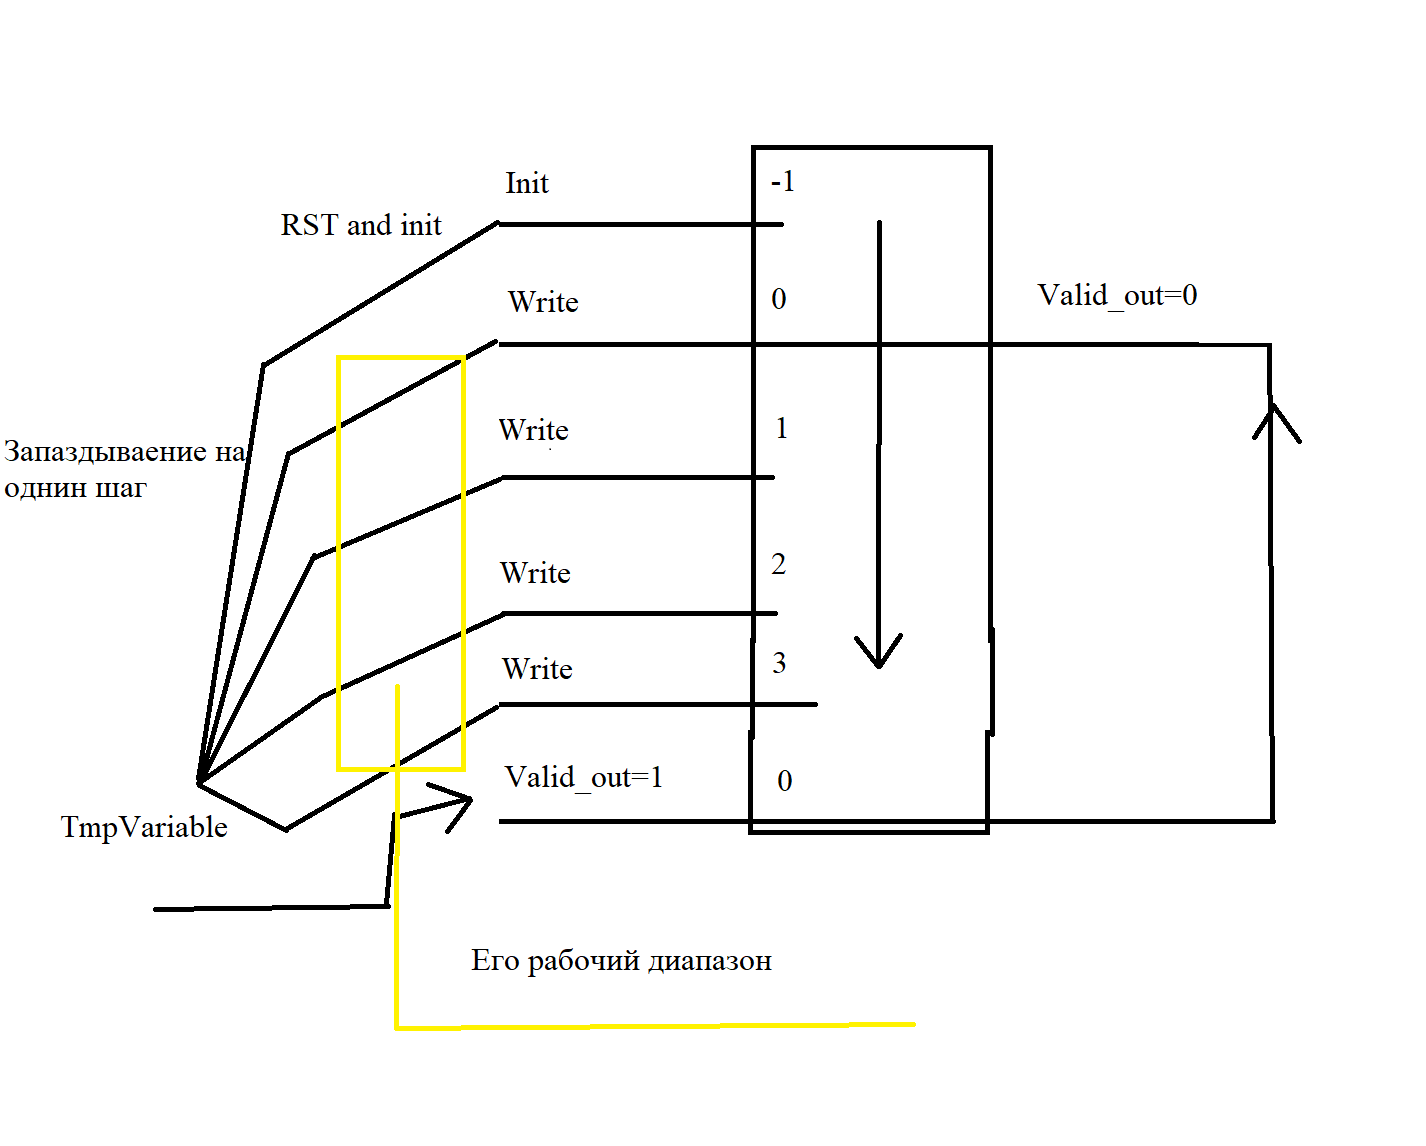 Init
-1
RST and init
Write
0
Valid_out=0
Write
1
Запаздываение на
однин шаг
Write
2
Write
3
Valid_out=1
0
TmpVariable
Его рабочий диапазон